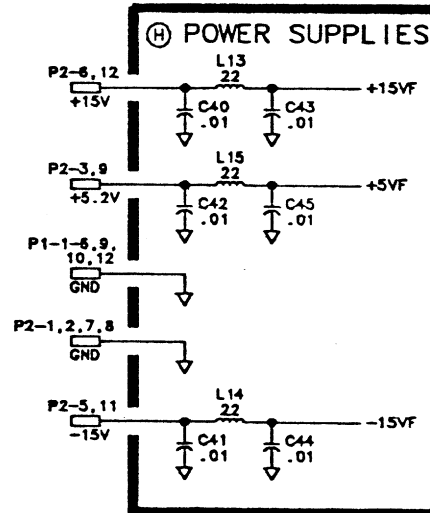 H POWER SUPPLIES
P2-6,12
+15V
L13
22
C40
.01
C43
.01
+15VF
P2-3,9
+5.2V
L15
22
C42
.01
C45
.01
+5VF
P1-1-6,9,
10,12
GND
P2-1,2,7,8
GND
P2-5,11
-15V
L14
22
C41
.01
C44
.01
-15VF